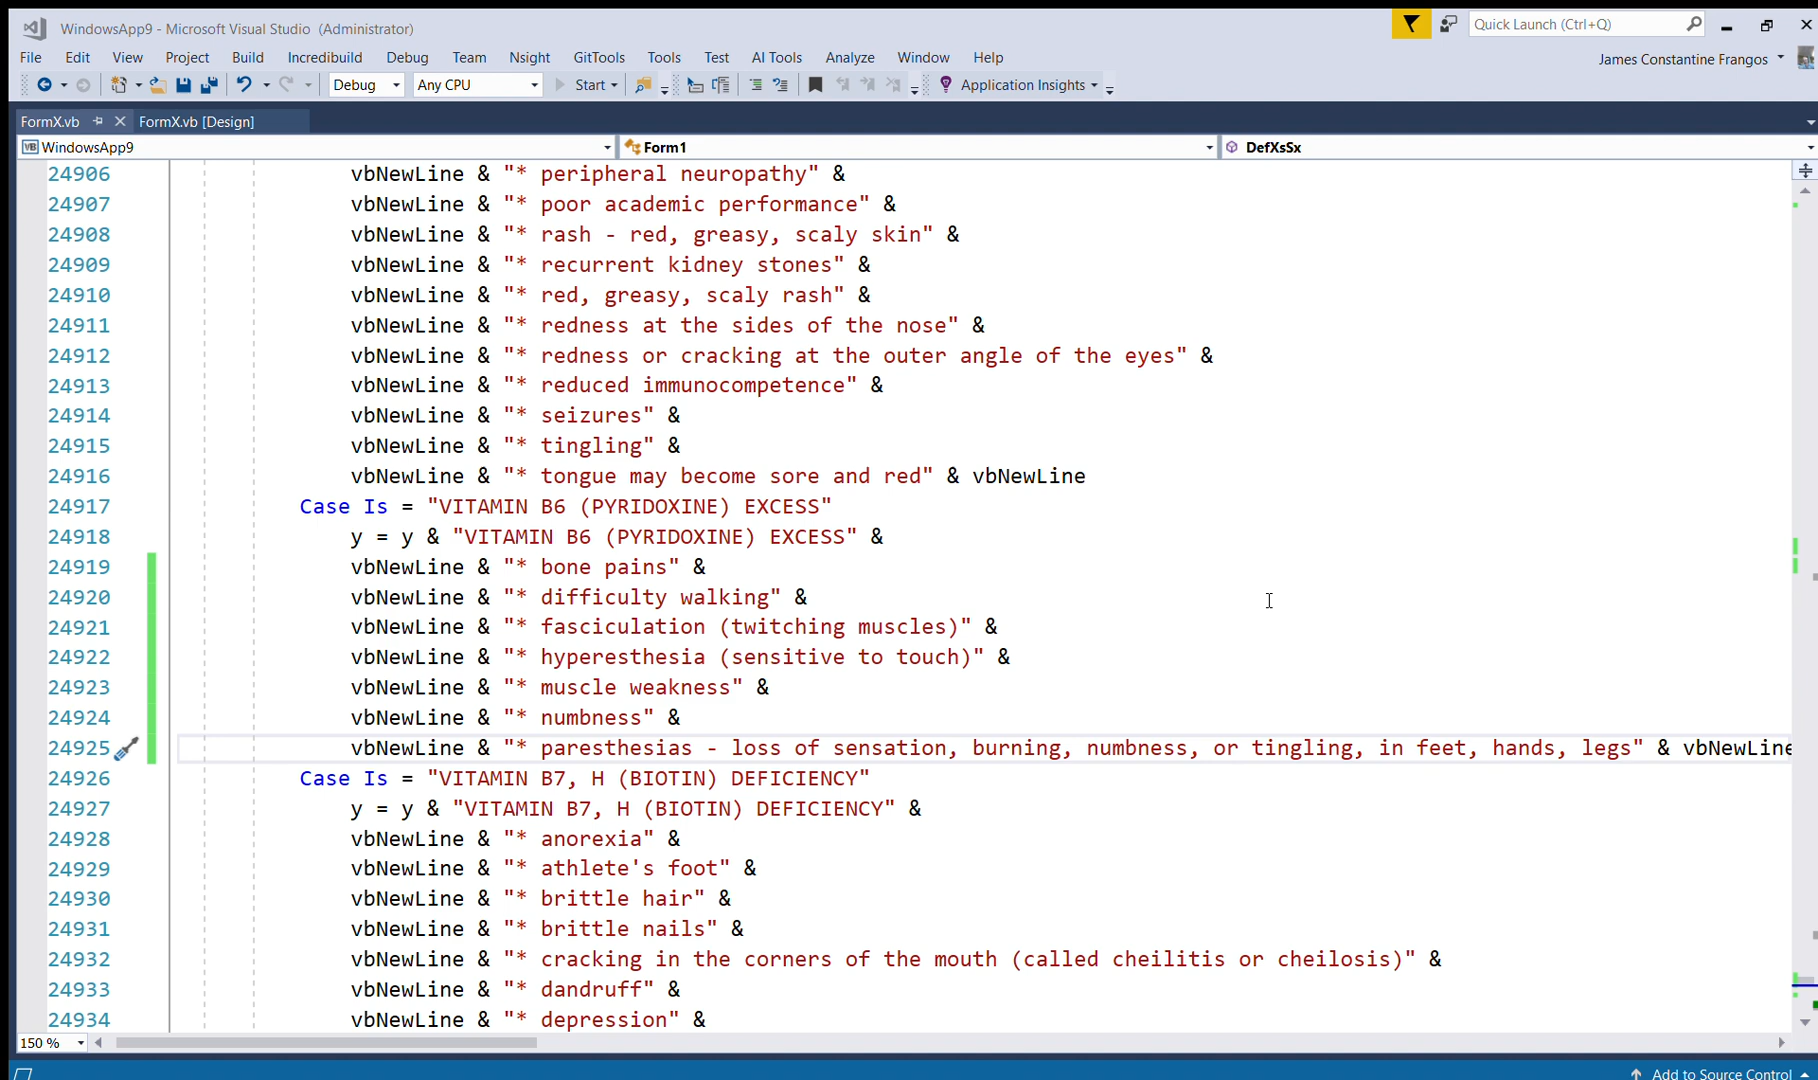 WindowsApp9 - Microsoft Visual Studio (Administrator)
Quick Launch (Ctrl+Q)
File Edit View Project Build Incredibuild Debug Team Nsight GitTools Tools Test AI Tools Analyze Window Help
James Constantine Frangos
Debug Any CPU Start Application Insights
FormX.vb FormX.vb [Design]
VB WindowsApp9 Form1 DefXsSx
24906 vbNewLine & "* peripheral neuropathy" &
24907 vbNewLine & "* poor academic performance" &
24908 vbNewLine & "* rash - red, greasy, scaly skin" &
24909 vbNewLine & "* recurrent kidney stones" &
24910 vbNewLine & "* red, greasy, scaly rash" &
24911 vbNewLine & "* redness at the sides of the nose" &
24912 vbNewLine & "* redness or cracking at the outer angle of the eyes" &
24913 vbNewLine & "* reduced immunocompetence" &
24914 vbNewLine & "* seizures" &
24915 vbNewLine & "* tingling" &
24916 vbNewLine & "* tongue may become sore and red" & vbNewLine
24917 Case Is = "VITAMIN B6 (PYRIDOXINE) EXCESS"
24918 y = y & "VITAMIN B6 (PYRIDOXINE) EXCESS" &
24919 vbNewLine & "* bone pains" &
24920 vbNewLine & "* difficulty walking" &
24921 vbNewLine & "* fasciculation (twitching muscles)" &
24922 vbNewLine & "* hyperesthesia (sensitive to touch)" &
24923 vbNewLine & "* muscle weakness" &
24924 vbNewLine & "* numbness" &
24925 vbNewLine & "* paresthesias - loss of sensation, burning, numbness, or tingling, in feet, hands, legs" & vbNewLine
24926 Case Is = "VITAMIN B7, H (BIOTIN) DEFICIENCY"
24927 y = y & "VITAMIN B7, H (BIOTIN) DEFICIENCY" &
24928 vbNewLine & "* anorexia" &
24929 vbNewLine & "* athlete's foot" &
24930 vbNewLine & "* brittle hair" &
24931 vbNewLine & "* brittle nails" &
24932 vbNewLine & "* cracking in the corners of the mouth (called cheilitis or cheilosis)" &
24933 vbNewLine & "* dandruff" &
24934 vbNewLine & "* depression" &
150 %
Add to Source Control